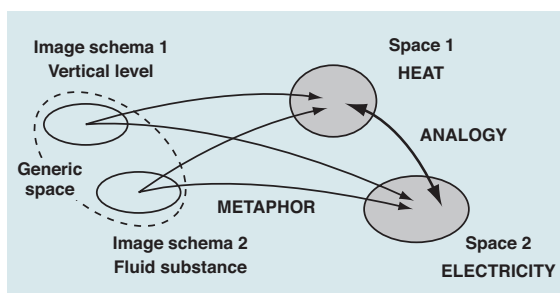 Image schema 1
Vertical level
Space 1
HEAT
ANALOGY
Generic
space
METAPHOR
Image schema 2
Fluid substance
Space 2
ELECTRICITY